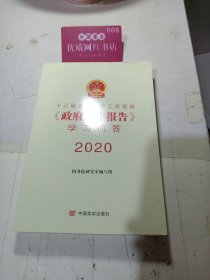 006
优质网红书店
十三届全国人大三次会议
《政府工作报告》
学习问答
2020
国务院研究室编写组
中国言实出版社